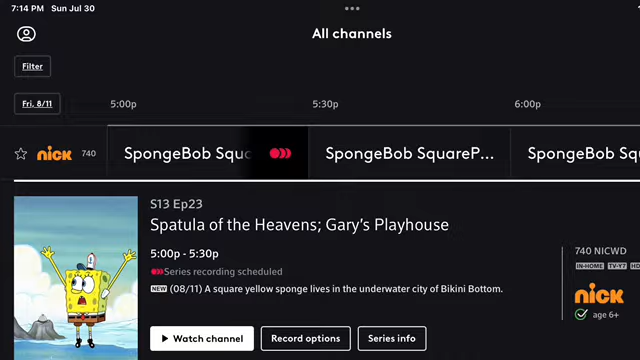 7:14 PM Sun Jul 30
All channels
Filter
Fri, 8/11
5:00p
5:30p
6:00p
nick
740
SpongeBob Squ
SpongeBob SquareP...
SpongeBob
S13 Ep23
Spatula of the Heavens; Gary's Playhouse
5:00p - 5:30p
740 NICWD
Series recording scheduled
IN-HOME TV-Y7 HD
NEW (08/11) A square yellow sponge lives in the underwater city of Bikini Bottom.
nick
age 6+
Watch channel
Record options
Series info